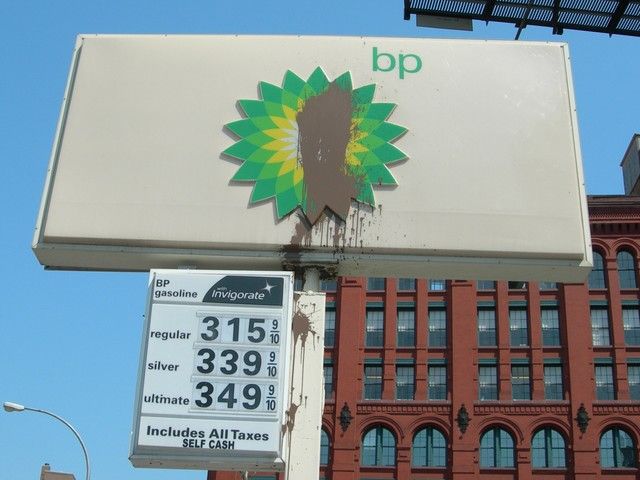 bp
BP
gasoline
with
Invigorate
regular 315 9/10
silver 339 9/10
ultimate 349 9/10
Includes All Taxes
SELF CASH